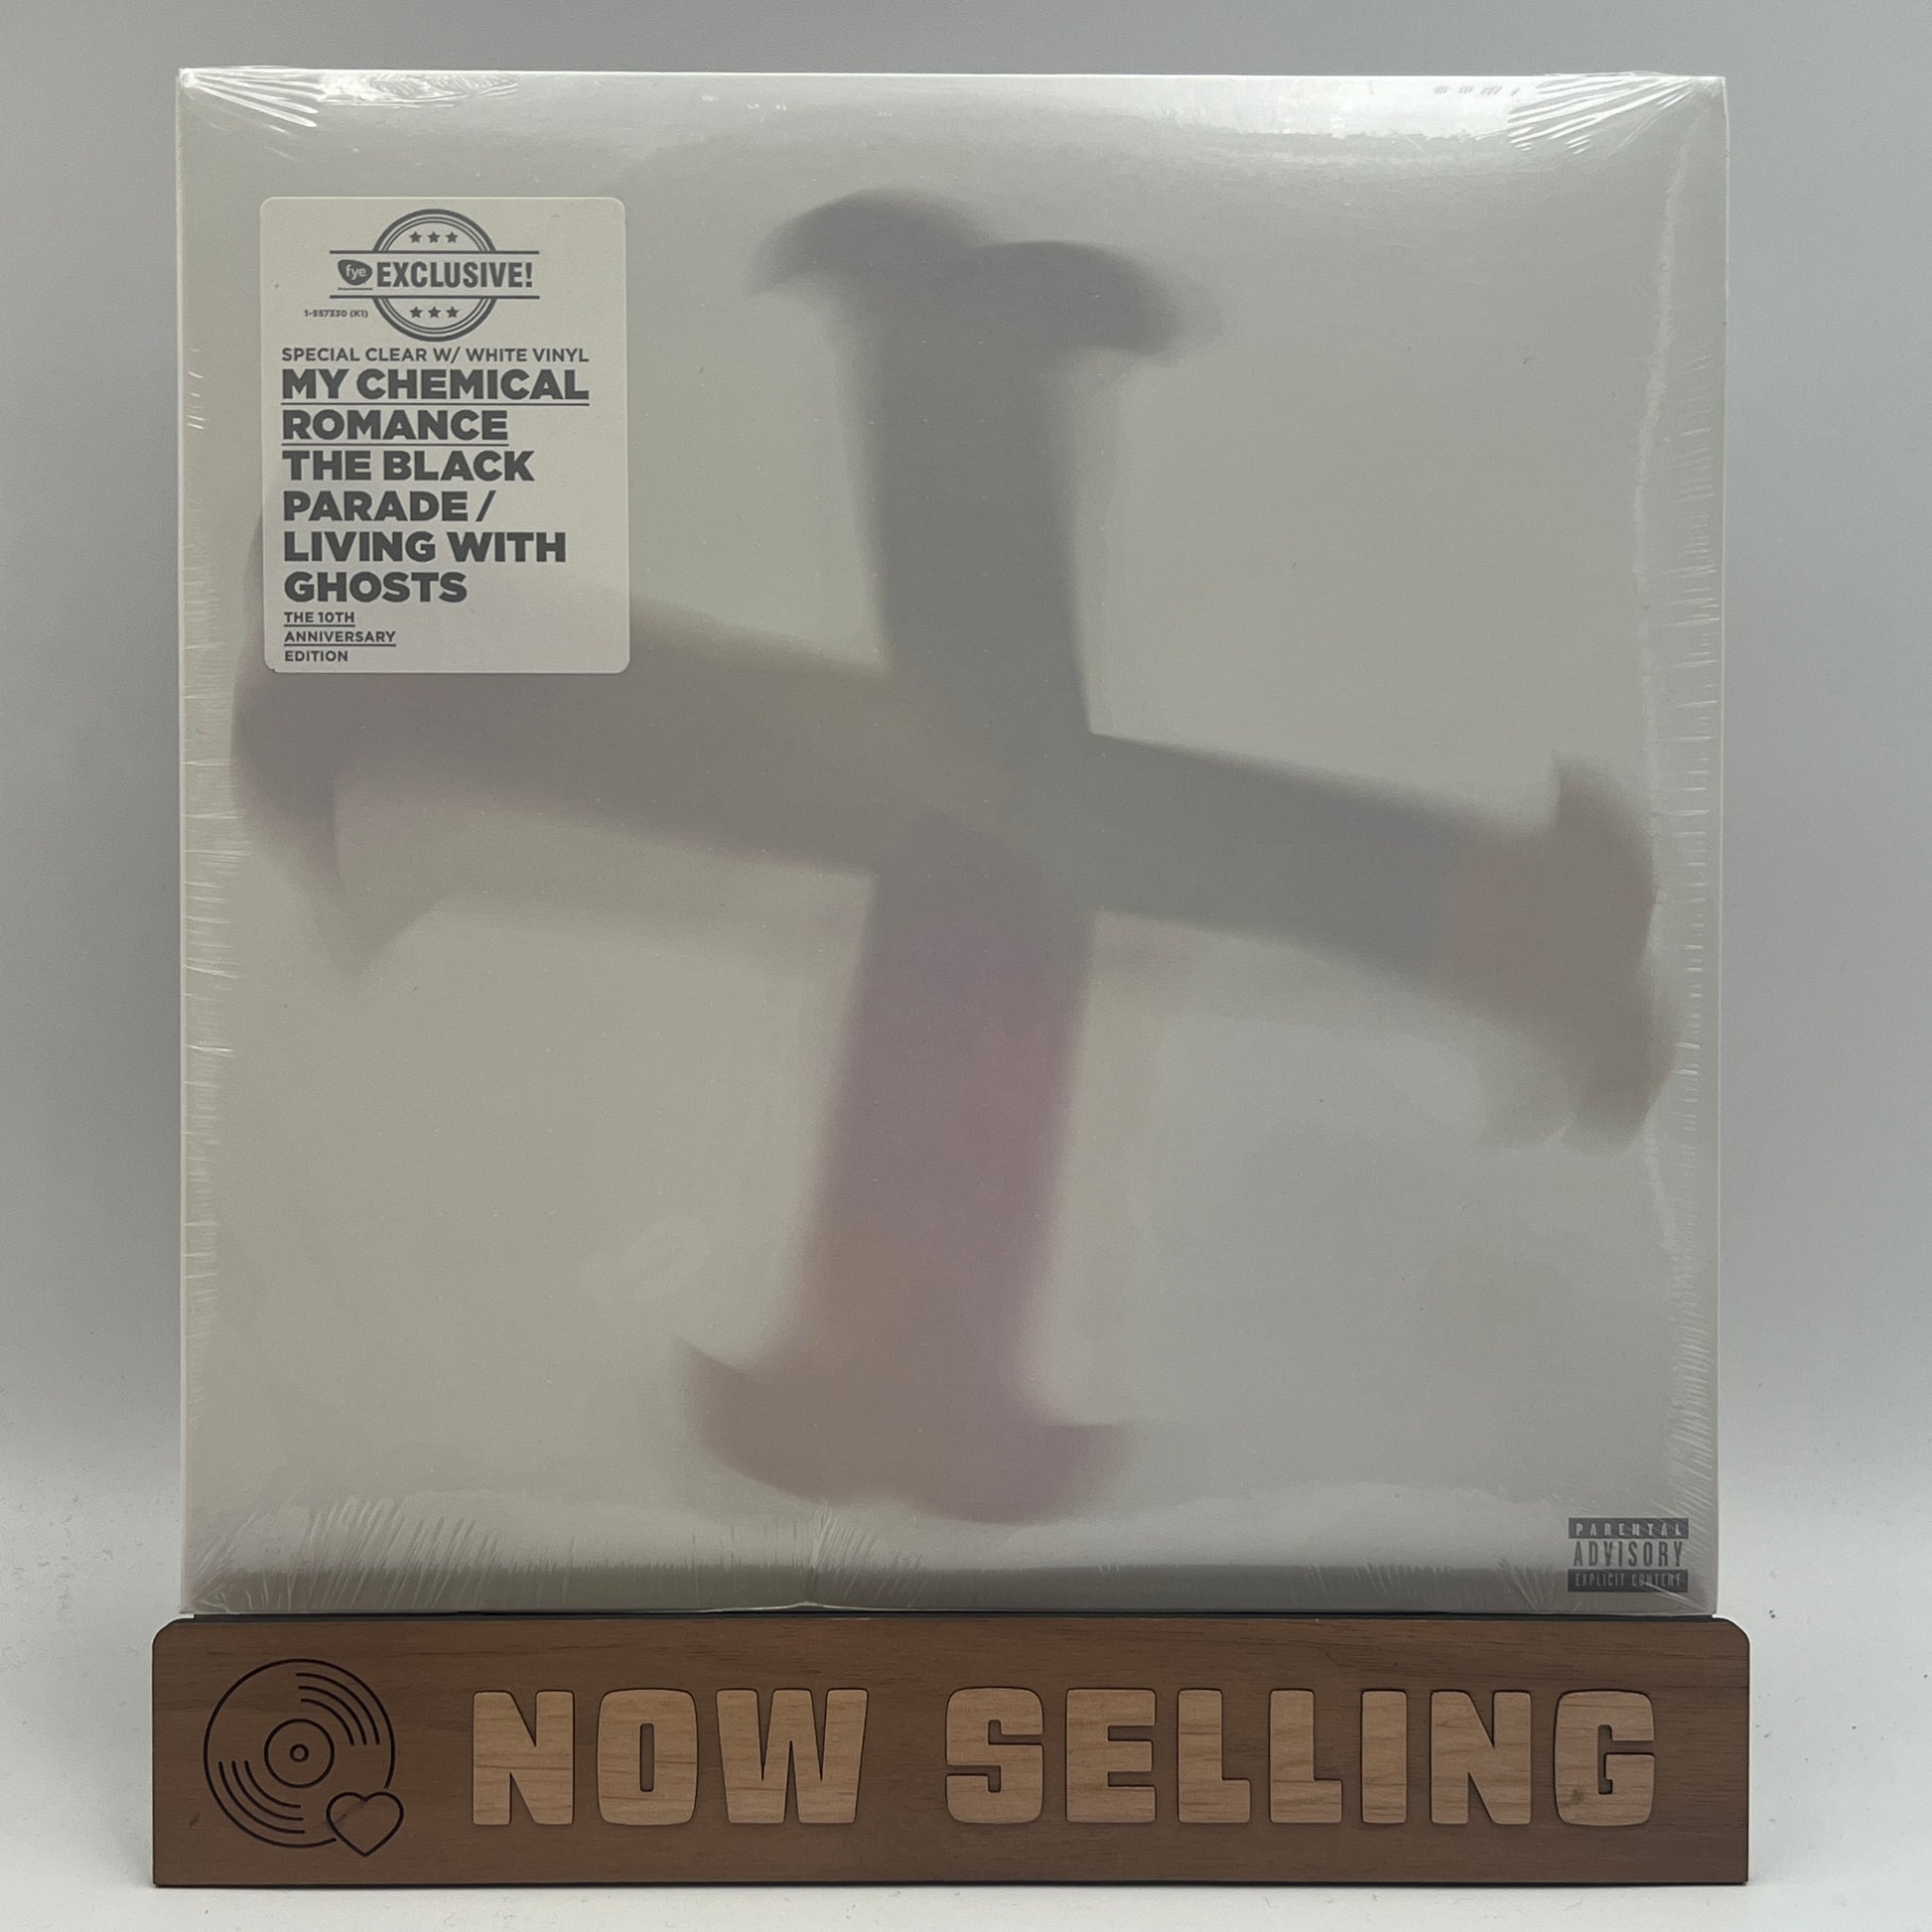 fye EXCLUSIVE!
1-557330 (K1)
SPECIAL CLEAR W/ WHITE VINYL
MY CHEMICAL
ROMANCE
THE BLACK
PARADE /
LIVING WITH
GHOSTS
THE 10TH
ANNIVERSARY
EDITION
PARENTAL
ADVISORY
EXPLICIT CONTENT
NOW SELLING